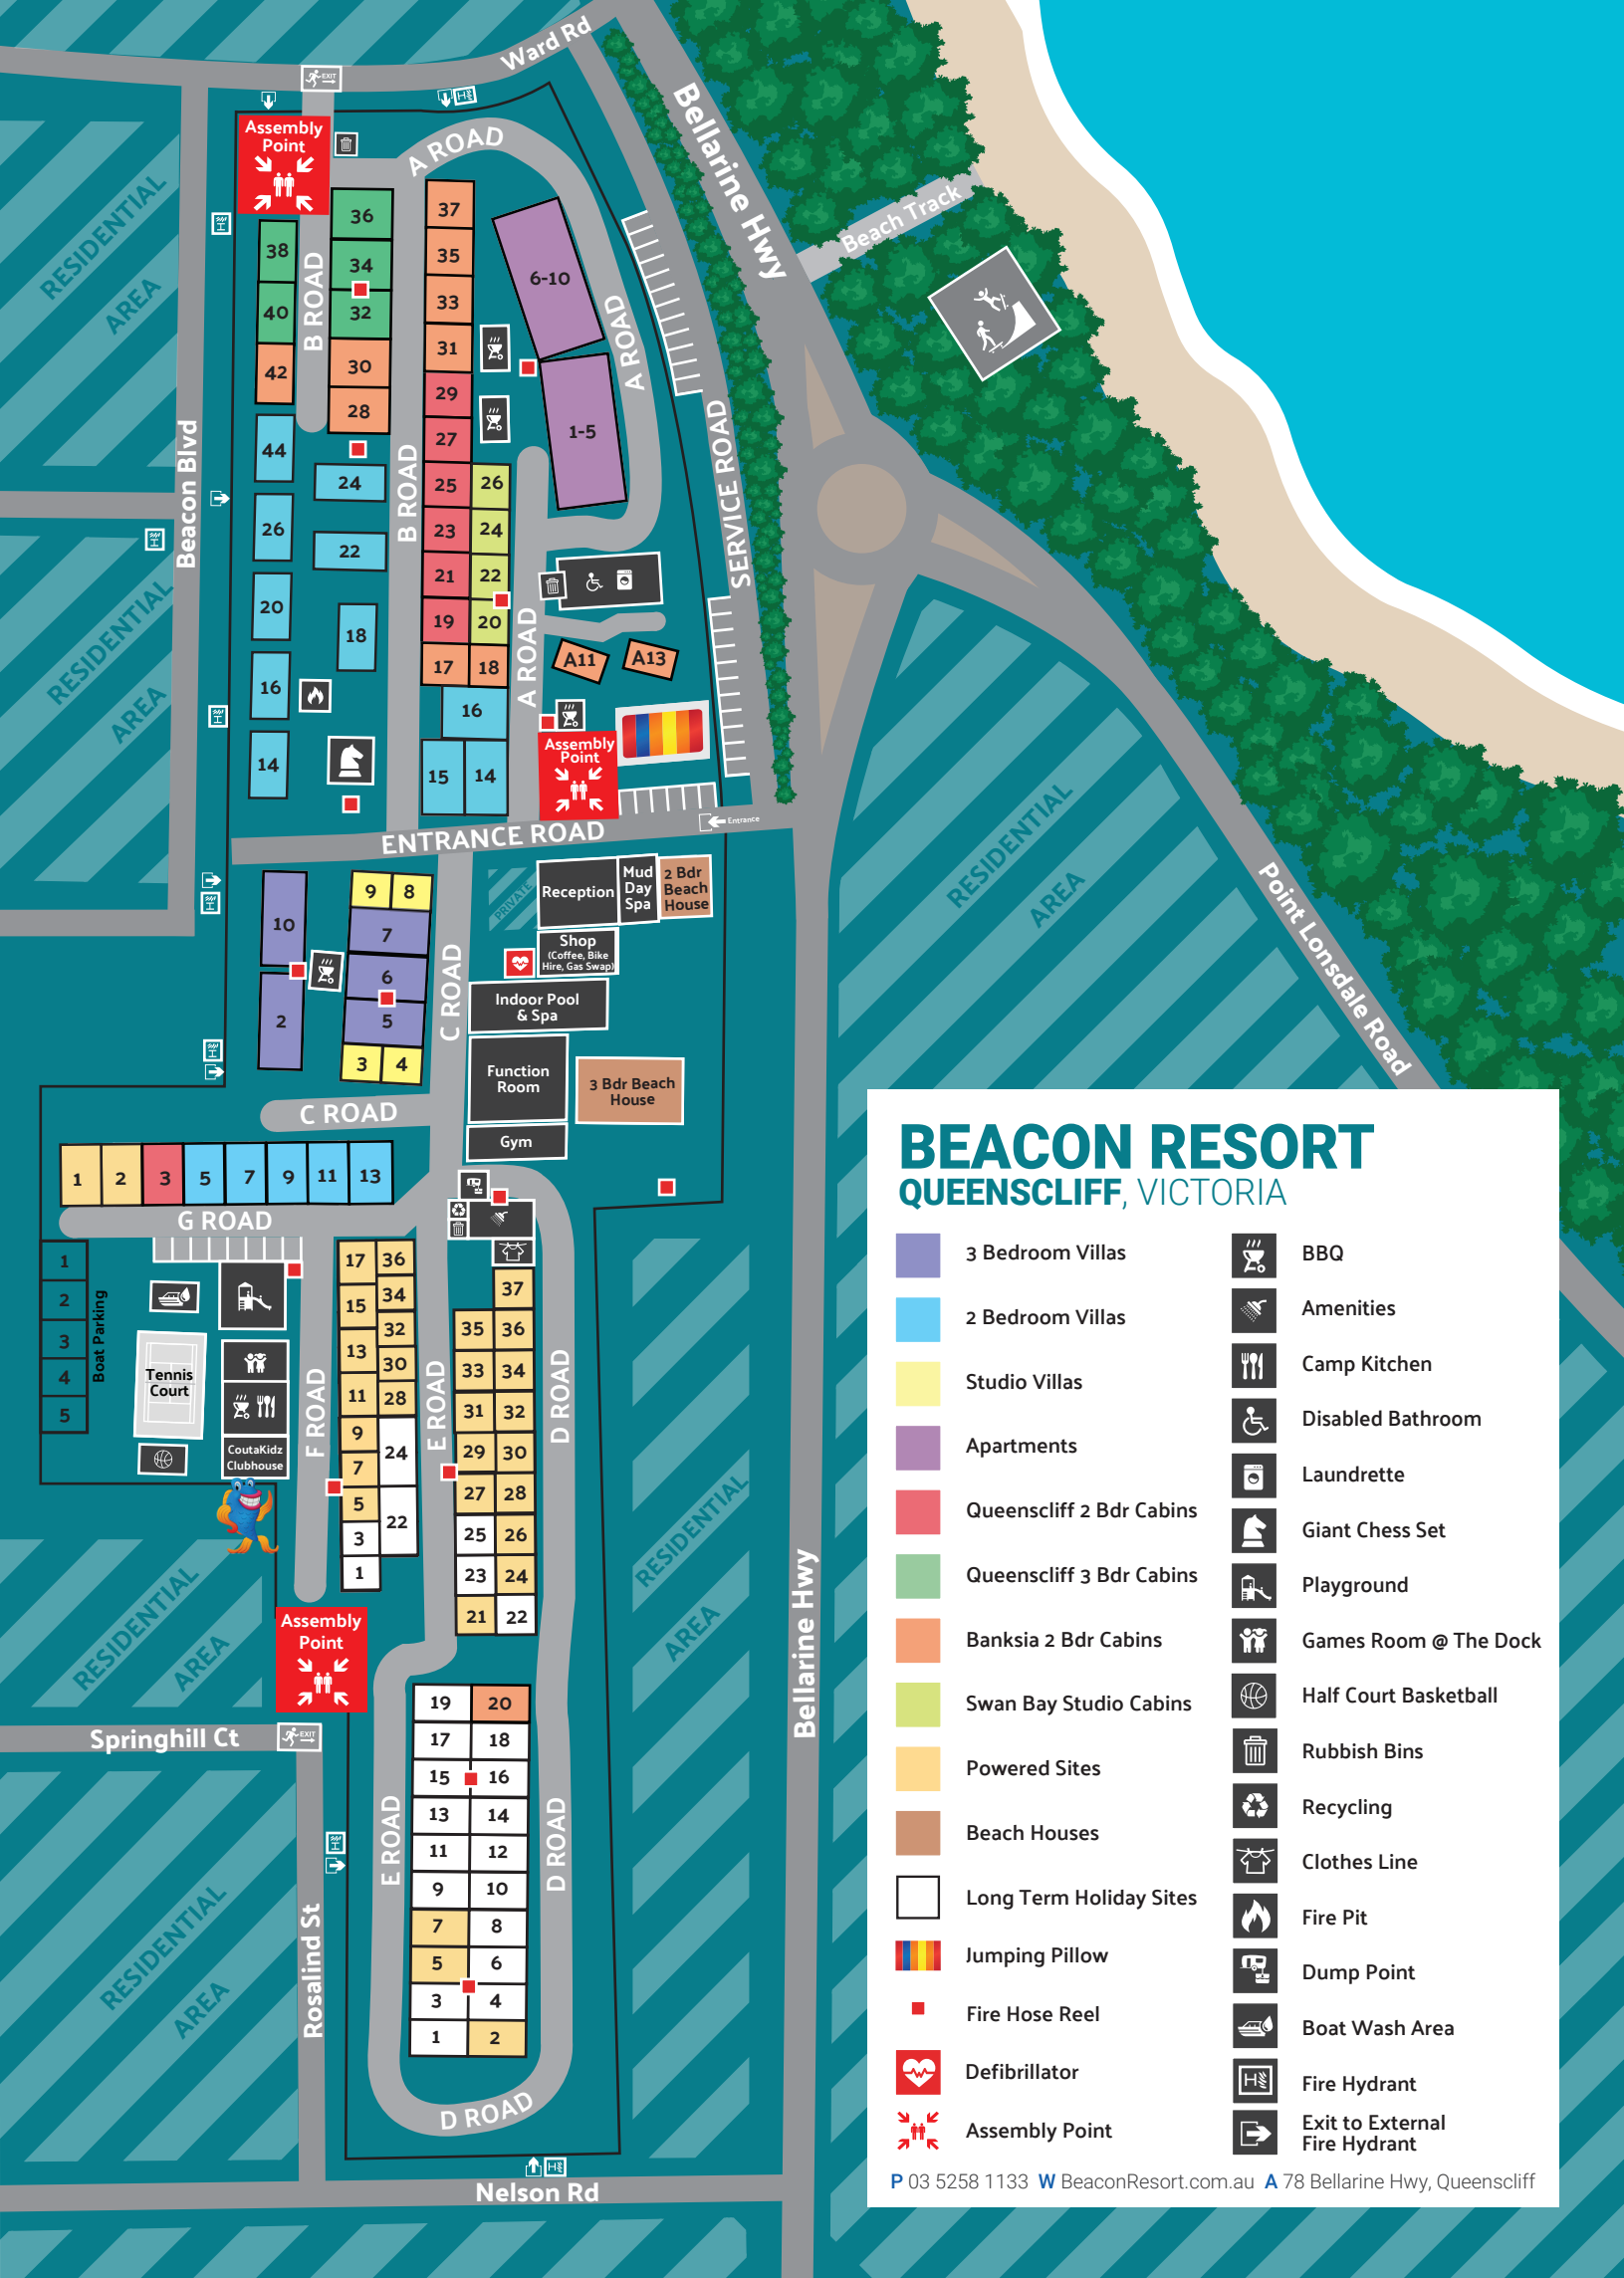 Ward Rd
EXIT
Assembly
Point
A ROAD
Bellarine Hwy
Beach Track
RESIDENTIAL
AREA
36
37
38
34
35
6-10
40
32
33
B ROAD
A ROAD
42
30
31
28
29
1-5
44
27
24
25
26
Beacon Blvd
B ROAD
SERVICE ROAD
26
22
23
24
21
22
20
18
19
20
RESIDENTIAL
AREA
17
18
A11
A13
A ROAD
16
16
14
15
14
Assembly
Point
ENTRANCE ROAD
Entrance
RESIDENTIAL
AREA
Point Lonsdale Road
PRIVATE
Reception
Mud
Day
Spa
2 Bdr
Beach
House
9
8
10
7
Shop
(Coffee, Bike
Hire, Gas Swap)
6
2
5
C ROAD
Indoor Pool
& Spa
3
4
Function
Room
3 Bdr Beach
House
C ROAD
Gym
1
2
3
5
7
9
11
13
G ROAD
1
2
3
4
5
Boat Parking
Tennis
Court
CoutaKidz
Clubhouse
F ROAD
17
36
15
34
32
13
30
11
28
9
24
7
5
22
3
1
E ROAD
37
35
36
33
34
31
32
29
30
27
28
25
26
23
24
21
22
D ROAD
RESIDENTIAL
AREA
Bellarine Hwy
RESIDENTIAL
AREA
Assembly
Point
Springhill Ct
EXIT
19
20
17
18
15
16
13
14
11
12
9
10
7
8
5
6
3
4
1
2
E ROAD
D ROAD
RESIDENTIAL
AREA
Rosalind St
D ROAD
Nelson Rd
BEACON RESORT
QUEENSCLIFF, VICTORIA
3 Bedroom Villas
2 Bedroom Villas
Studio Villas
Apartments
Queenscliff 2 Bdr Cabins
Queenscliff 3 Bdr Cabins
Banksia 2 Bdr Cabins
Swan Bay Studio Cabins
Powered Sites
Beach Houses
Long Term Holiday Sites
Jumping Pillow
Fire Hose Reel
Defibrillator
Assembly Point
BBQ
Amenities
Camp Kitchen
Disabled Bathroom
Laundrette
Giant Chess Set
Playground
Games Room @ The Dock
Half Court Basketball
Rubbish Bins
Recycling
Clothes Line
Fire Pit
Dump Point
Boat Wash Area
Fire Hydrant
Exit to External
Fire Hydrant
P 03 5258 1133 W BeaconResort.com.au A 78 Bellarine Hwy, Queenscliff